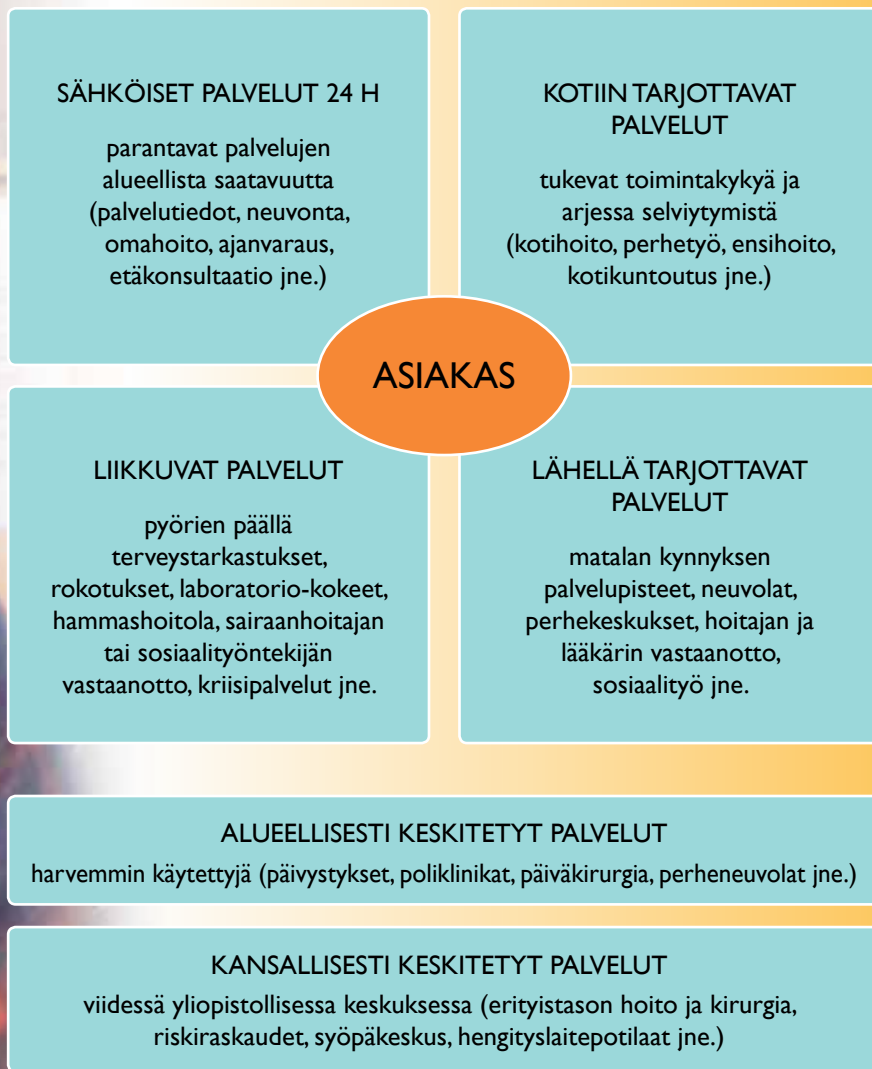 SÄHKÖISET PALVELUT 24 H
parantavat palvelujen
alueellista saatavuutta
(palvelutiedot, neuvonta,
omahoito, ajanvaraus,
etäkonsultaatio jne.)
KOTIIN TARJOTTAVAT
PALVELUT
tukevat toimintakykyä ja
arjessa selviytymistä
(kotihoito, perhetyö, ensihoito,
kotikuntoutus jne.)
ASIAKAS
LIIKKUVAT PALVELUT
pyörien päällä
terveystarkastukset,
rokotukset, laboratorio-kokeet,
hammashoitola, sairaanhoitajan
tai sosiaalityöntekijän
vastaanotto, kriisipalvelut jne.
LÄHELLÄ TARJOTTAVAT
PALVELUT
matalan kynnyksen
palvelupisteet, neuvolat,
perhekeskukset, hoitajan ja
lääkärin vastaanotto,
sosiaalityö jne.
ALUEELLISESTI KESKITETYT PALVELUT
harvemmin käytettyjä (päivystykset, poliklinikat, päiväkirurgia, perheneuvolat jne.)
KANSALLISESTI KESKITETYT PALVELUT
viidessä yliopistollisessa keskuksessa (erityistason hoito ja kirurgia,
riskiraskaudet, syöpäkeskus, hengityslaitepotilaat jne.)